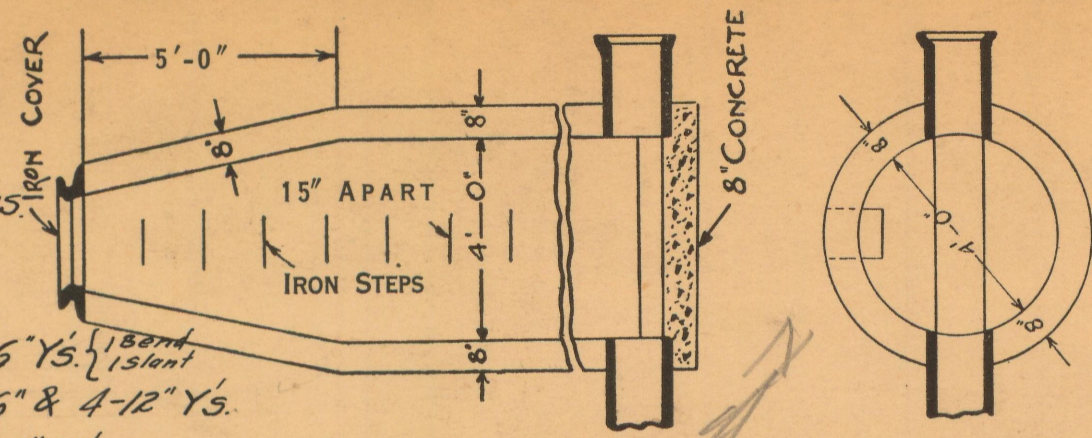 IRON COVER
5'-0"
8"
8"
15" APART
4'-0"
IRON STEPS
8"
8" CONCRETE
8"
4'-0"
8"
S.
6" Y's. { 1 Bend
1 Slant
6" & 4-12" Y's.